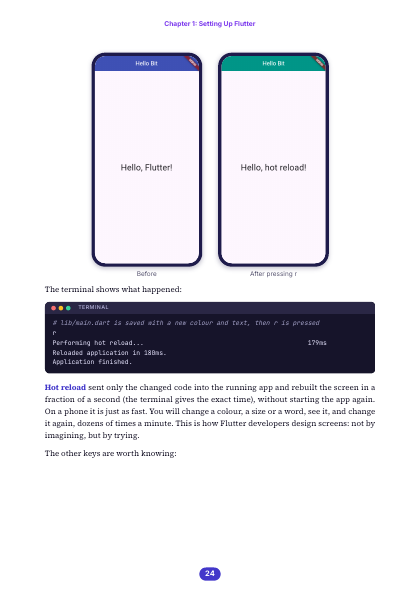 Chapter 1: Setting Up Flutter
Hello Bit
Hello, Flutter!
Before
Hello Bit
Hello, hot reload!
After pressing r
The terminal shows what happened:
TERMINAL
# lib/main.dart is saved with a new colour and text, then r is pressed
r
Performing hot reload... 179ms
Reloaded application in 180ms.
Application finished.
Hot reload sent only the changed code into the running app and rebuilt the screen in a
fraction of a second (the terminal gives the exact time), without starting the app again.
On a phone it is just as fast. You will change a colour, a size or a word, see it, and change
it again, dozens of times a minute. This is how Flutter developers design screens: not by
imagining, but by trying.
The other keys are worth knowing:
24